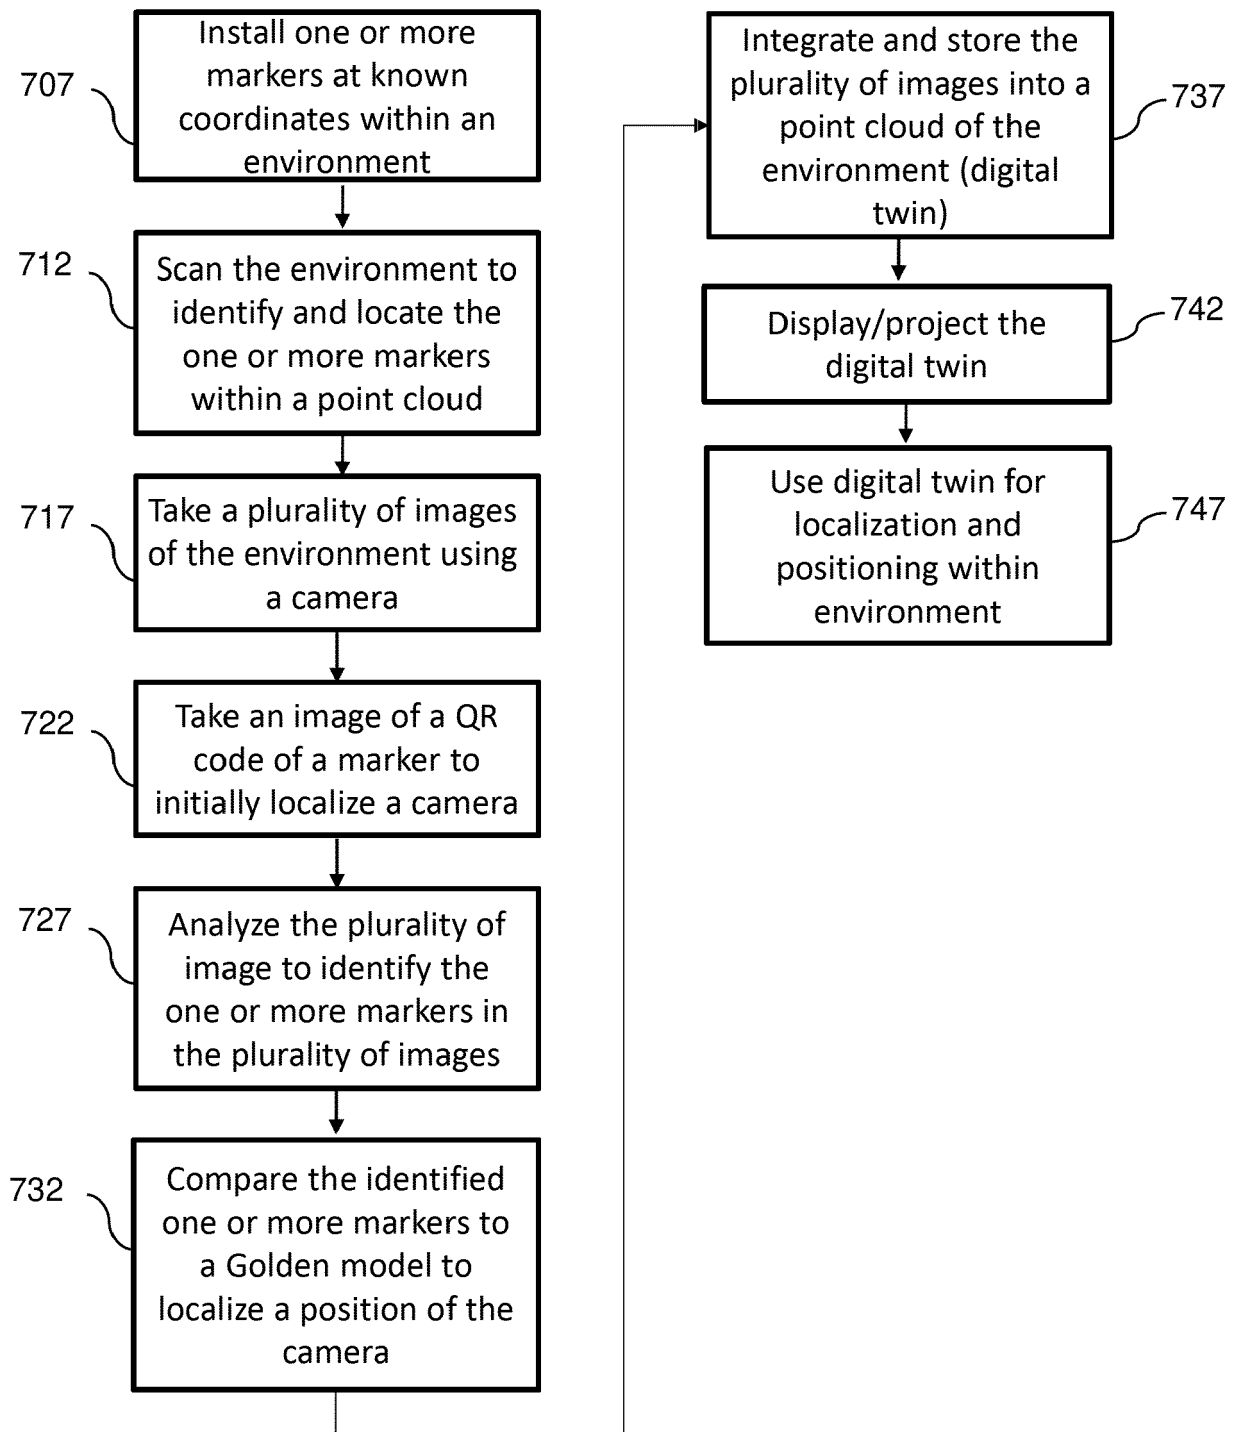 707
Install one or more
markers at known
coordinates within an
environment
712
Scan the environment to
identify and locate the
one or more markers
within a point cloud
717
Take a plurality of images
of the environment using
a camera
722
Take an image of a QR
code of a marker to
initially localize a camera
727
Analyze the plurality of
image to identify the
one or more markers in
the plurality of images
732
Compare the identified
one or more markers to
a Golden model to
localize a position of the
camera
Integrate and store the
plurality of images into a
point cloud of the
environment (digital
twin)
737
Display/project the
digital twin
742
Use digital twin for
localization and
positioning within
environment
747